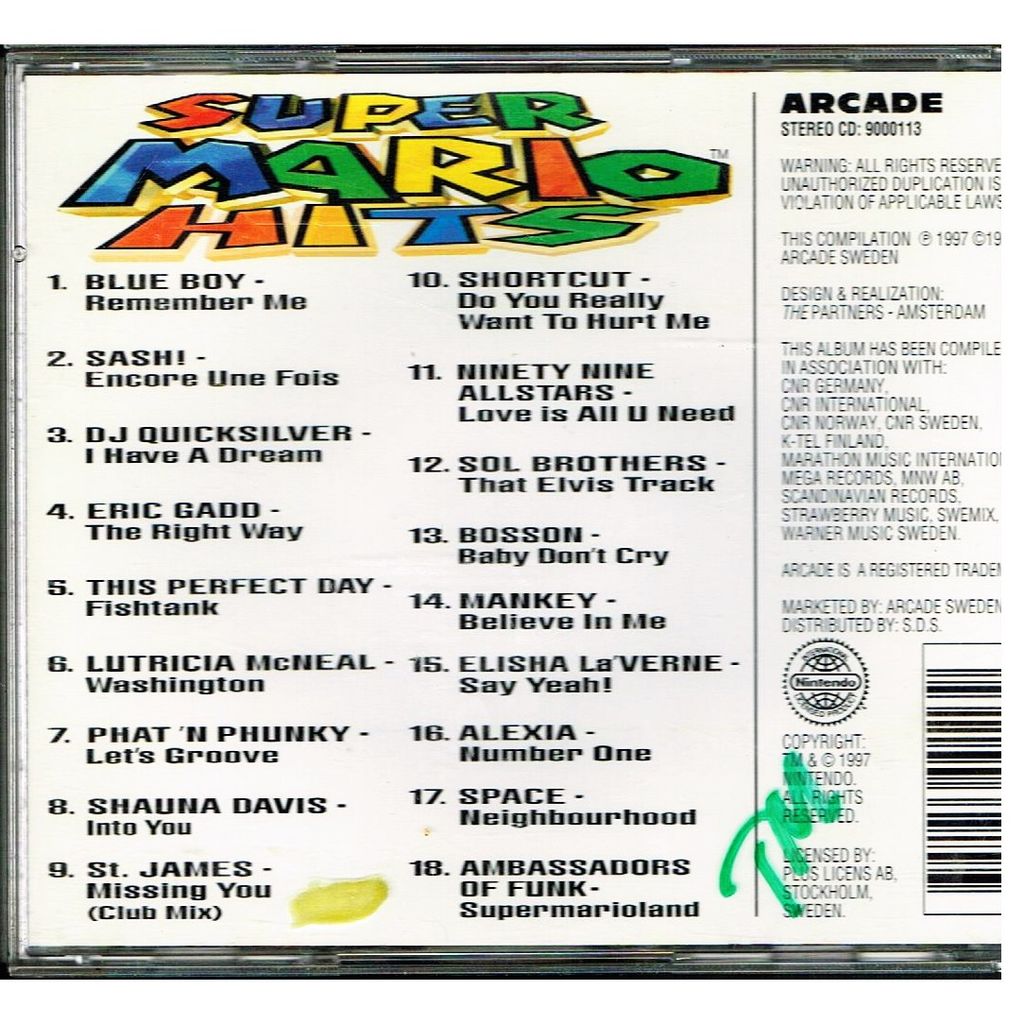 SUPER
MARIO™
HITS
1. BLUE BOY -
Remember Me
2. SASH! -
Encore Une Fois
3. DJ QUICKSILVER -
I Have A Dream
4. ERIC GADD -
The Right Way
5. THIS PERFECT DAY -
Fishtank
6. LUTRICIA McNEAL -
Washington
7. PHAT 'N PHUNKY -
Let's Groove
8. SHAUNA DAVIS -
Into You
9. St. JAMES -
Missing You
(Club Mix)
10. SHORTCUT -
Do You Really
Want To Hurt Me
11. NINETY NINE
ALLSTARS -
Love is All U Need
12. SOL BROTHERS -
That Elvis Track
13. BOSSON -
Baby Don't Cry
14. MANKEY -
Believe In Me
15. ELISHA La'VERNE -
Say Yeah!
16. ALEXIA -
Number One
17. SPACE -
Neighbourhood
18. AMBASSADORS
OF FUNK-
Supermarioland
ARCADE
STEREO CD: 9000113
WARNING: ALL RIGHTS RESERVE
UNAUTHORIZED DUPLICATION IS
VIOLATION OF APPLICABLE LAWS
THIS COMPILATION ℗ 1997 ©19
ARCADE SWEDEN
DESIGN & REALIZATION:
THE PARTNERS - AMSTERDAM
THIS ALBUM HAS BEEN COMPILE
IN ASSOCIATION WITH:
CNR GERMANY,
CNR INTERNATIONAL,
CNR NORWAY, CNR SWEDEN,
K-TEL FINLAND,
MARATHON MUSIC INTERNATIO
MEGA RECORDS, MNW AB,
SCANDINAVIAN RECORDS,
STRAWBERRY MUSIC, SWEMIX,
WARNER MUSIC SWEDEN.
ARCADE IS A REGISTERED TRADEM
MARKETED BY: ARCADE SWEDEN
DISTRIBUTED BY: S.D.S.
INTERNATIONAL
Nintendo
LICENSED PRODUCT
COPYRIGHT:
TM & © 1997
NINTENDO.
ALL RIGHTS
RESERVED.
LICENSED BY:
PLUS LICENS AB,
STOCKHOLM,
SWEDEN.